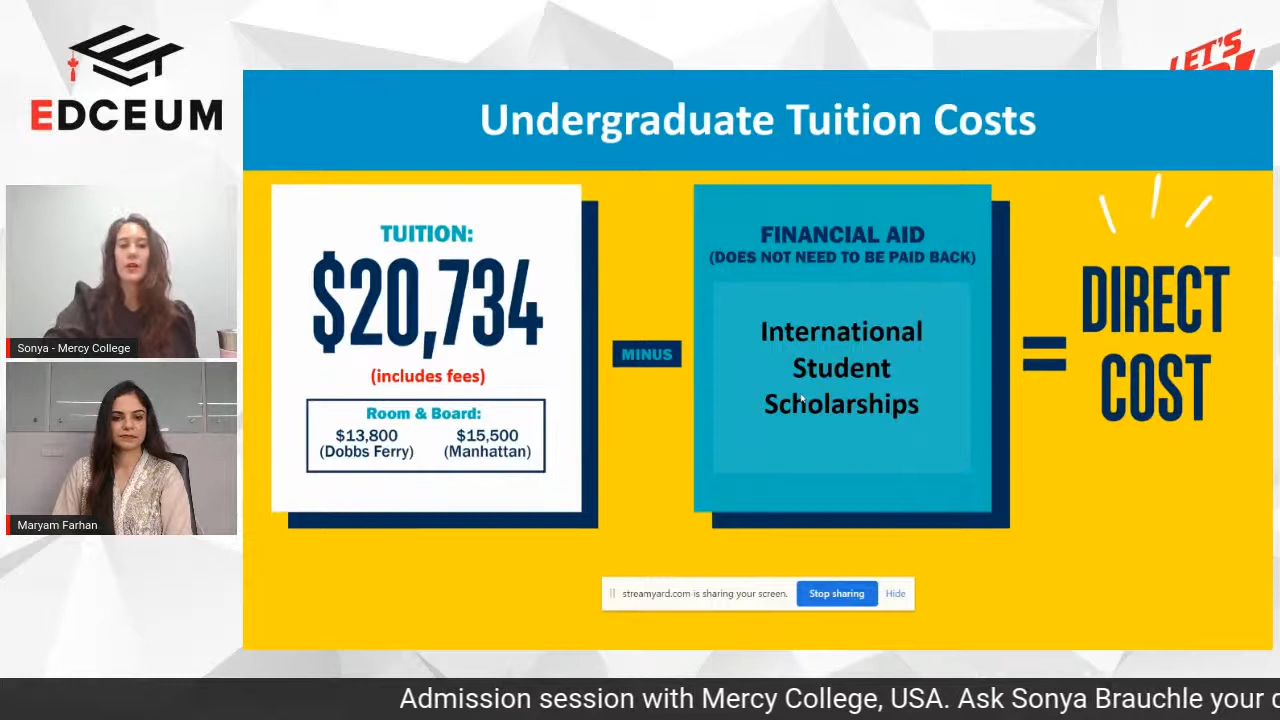 EDCEUM
LET'S
Undergraduate Tuition Costs
TUITION:
$20,734
(includes fees)
Room & Board:
$13,800 $15,500
(Dobbs Ferry) (Manhattan)
MINUS
FINANCIAL AID
(DOES NOT NEED TO BE PAID BACK)
International
Student
Scholarships
=
DIRECT
COST
Sonya - Mercy College
Maryam Farhan
streamyard.com is sharing your screen. Stop sharing Hide
Admission session with Mercy College, USA. Ask Sonya Brauchle your